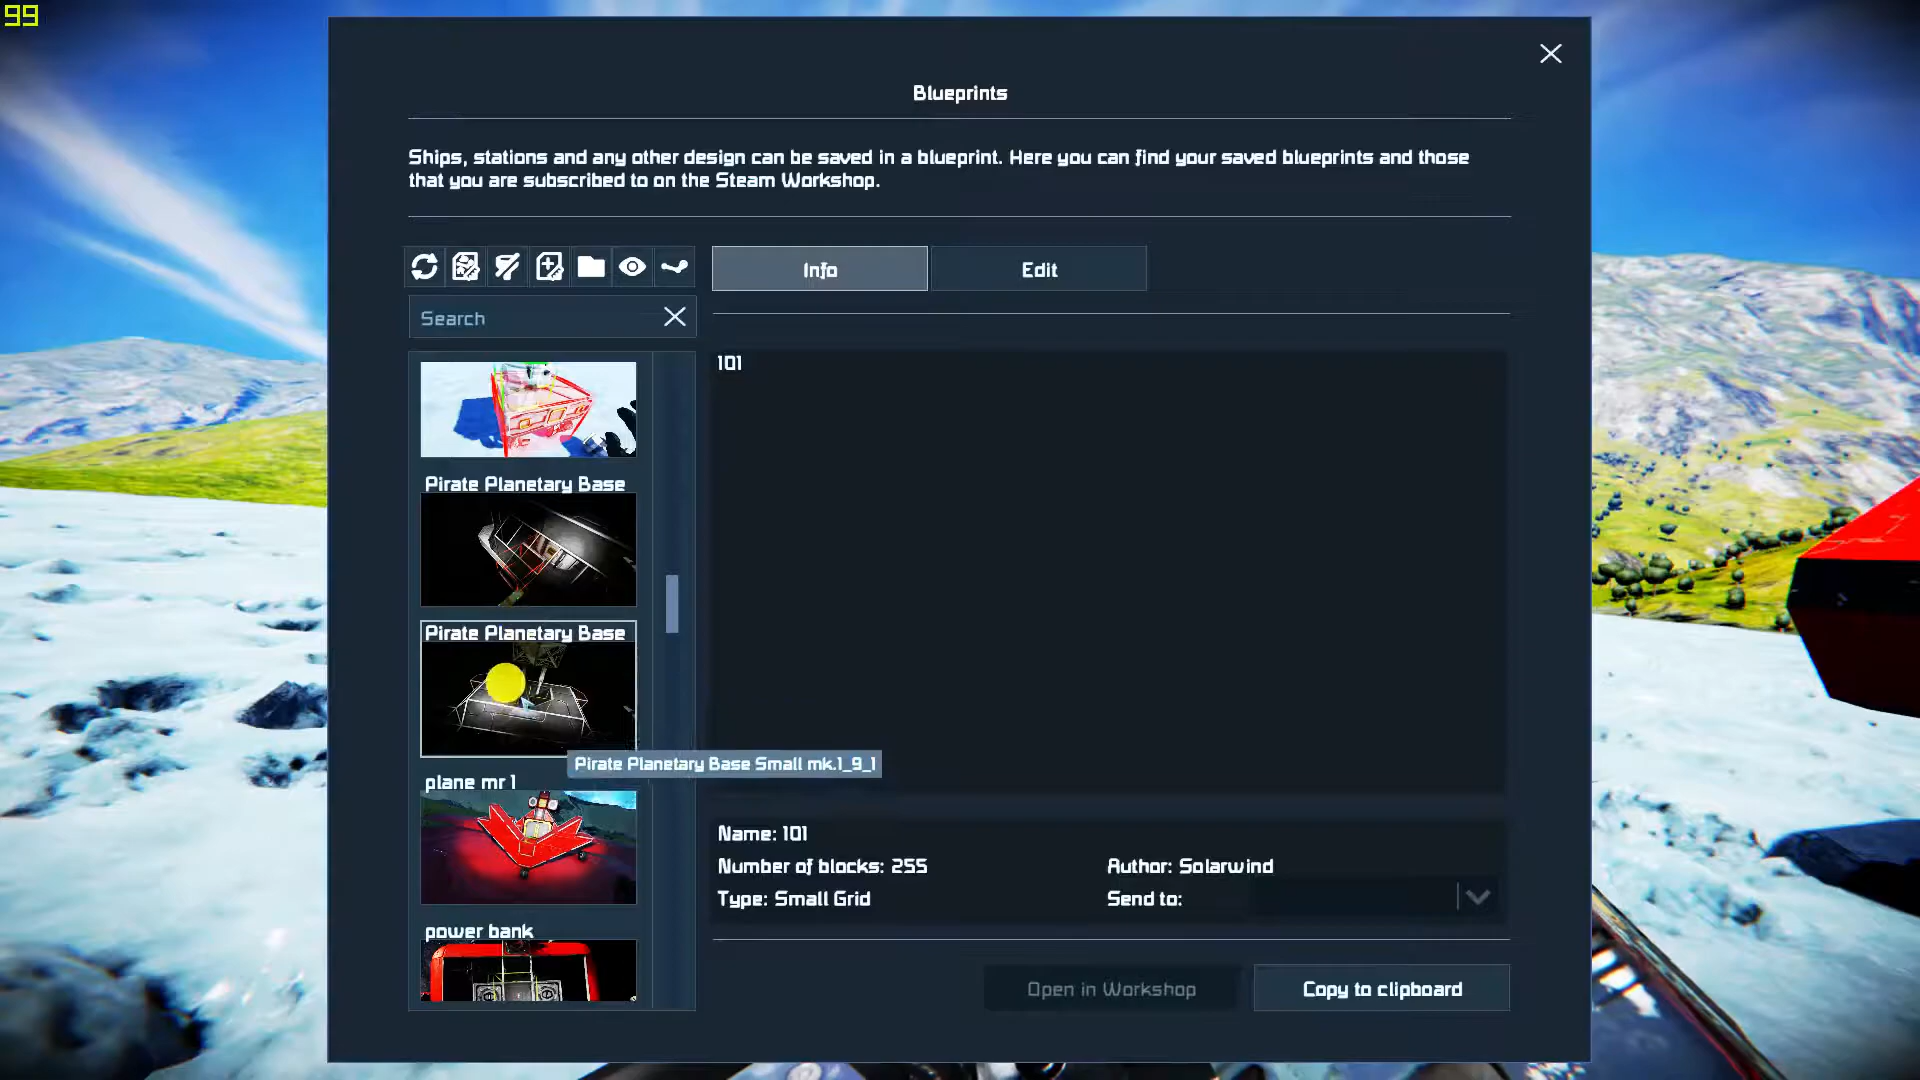 99
Blueprints
Ships, stations and any other design can be saved in a blueprint. Here you can find your saved blueprints and those
that you are subscribed to on the Steam Workshop.
Info
Edit
Search
101
Pirate Planetary Base
Pirate Planetary Base
Pirate Planetary Base Small mk.1_9_1
plane mr 1
power bank
Name: 101
Number of blocks: 255
Author: Solarwind
Type: Small Grid
Send to:
Open in Workshop
Copy to clipboard